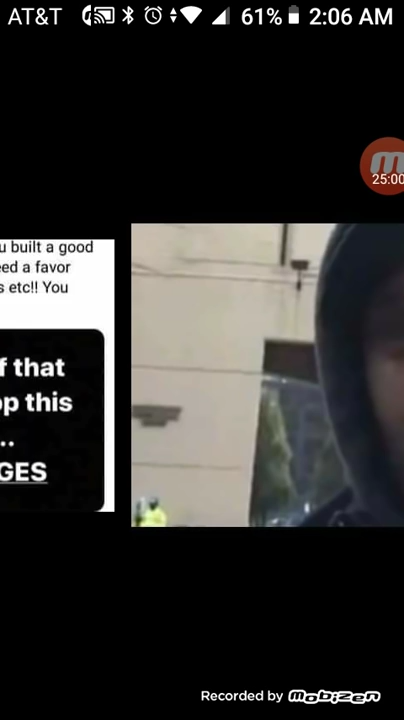 AT&T 61% 2:06 AM
25:00
u built a good
eed a favor
s etc!! You
f that
op this
..
GES
Recorded by Mobizen